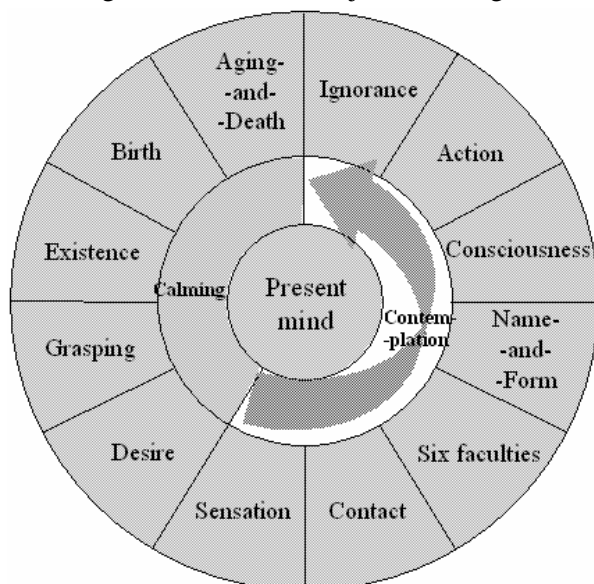 Aging-
-and-
-Death
Ignorance
Action
Consciousness
Name-
-and-
-Form
Six faculties
Contact
Sensation
Desire
Grasping
Existence
Birth
Calming
Present
mind
Contem-
-plation